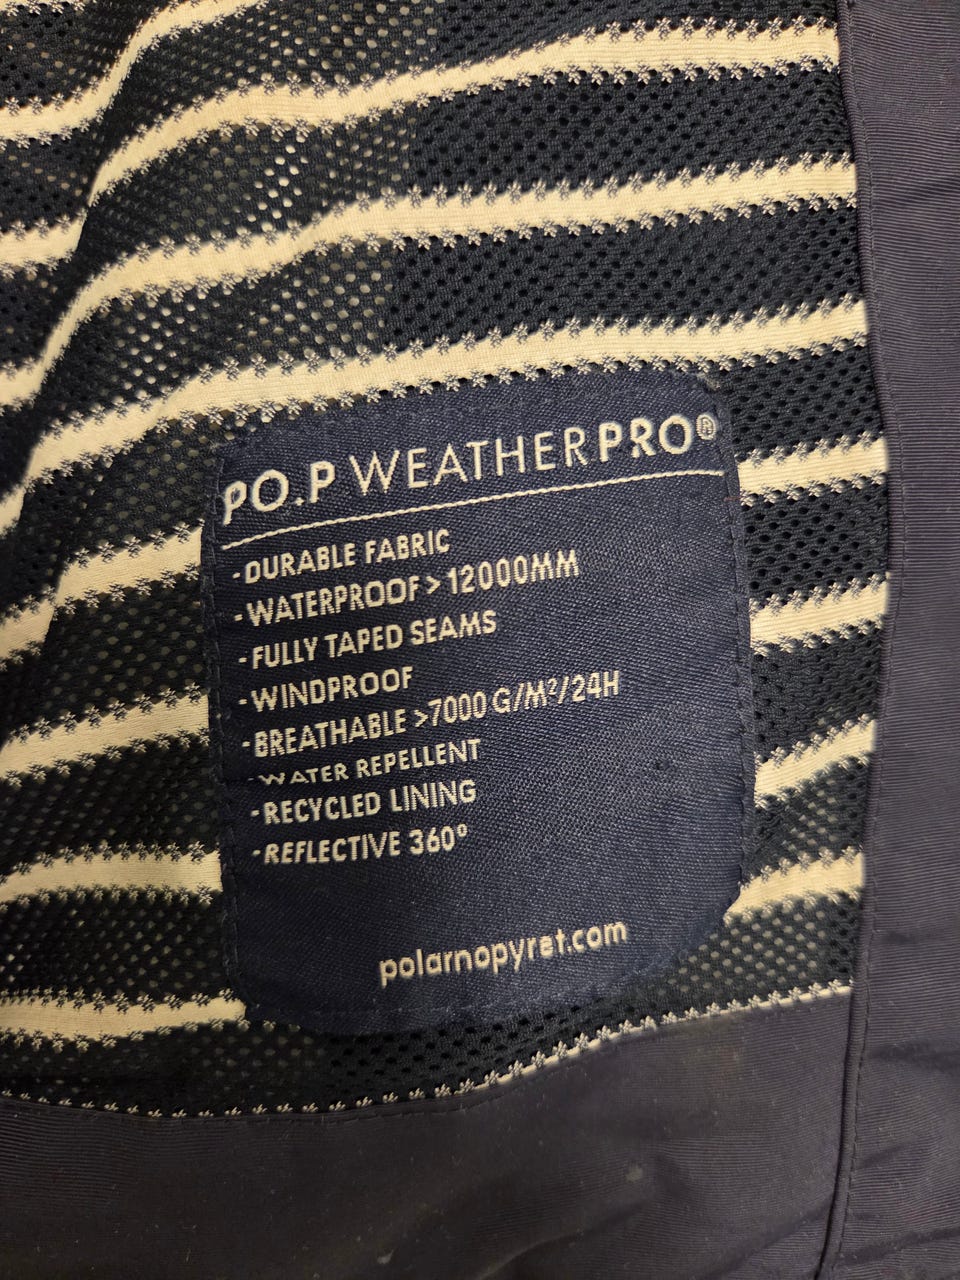 PO.P WEATHERPRO®
-DURABLE FABRIC
-WATERPROOF > 12000MM
-FULLY TAPED SEAMS
-WINDPROOF
-BREATHABLE >7000 G/M²/24H
-WATER REPELLENT
-RECYCLED LINING
-REFLECTIVE 360°
polarnopyret.com